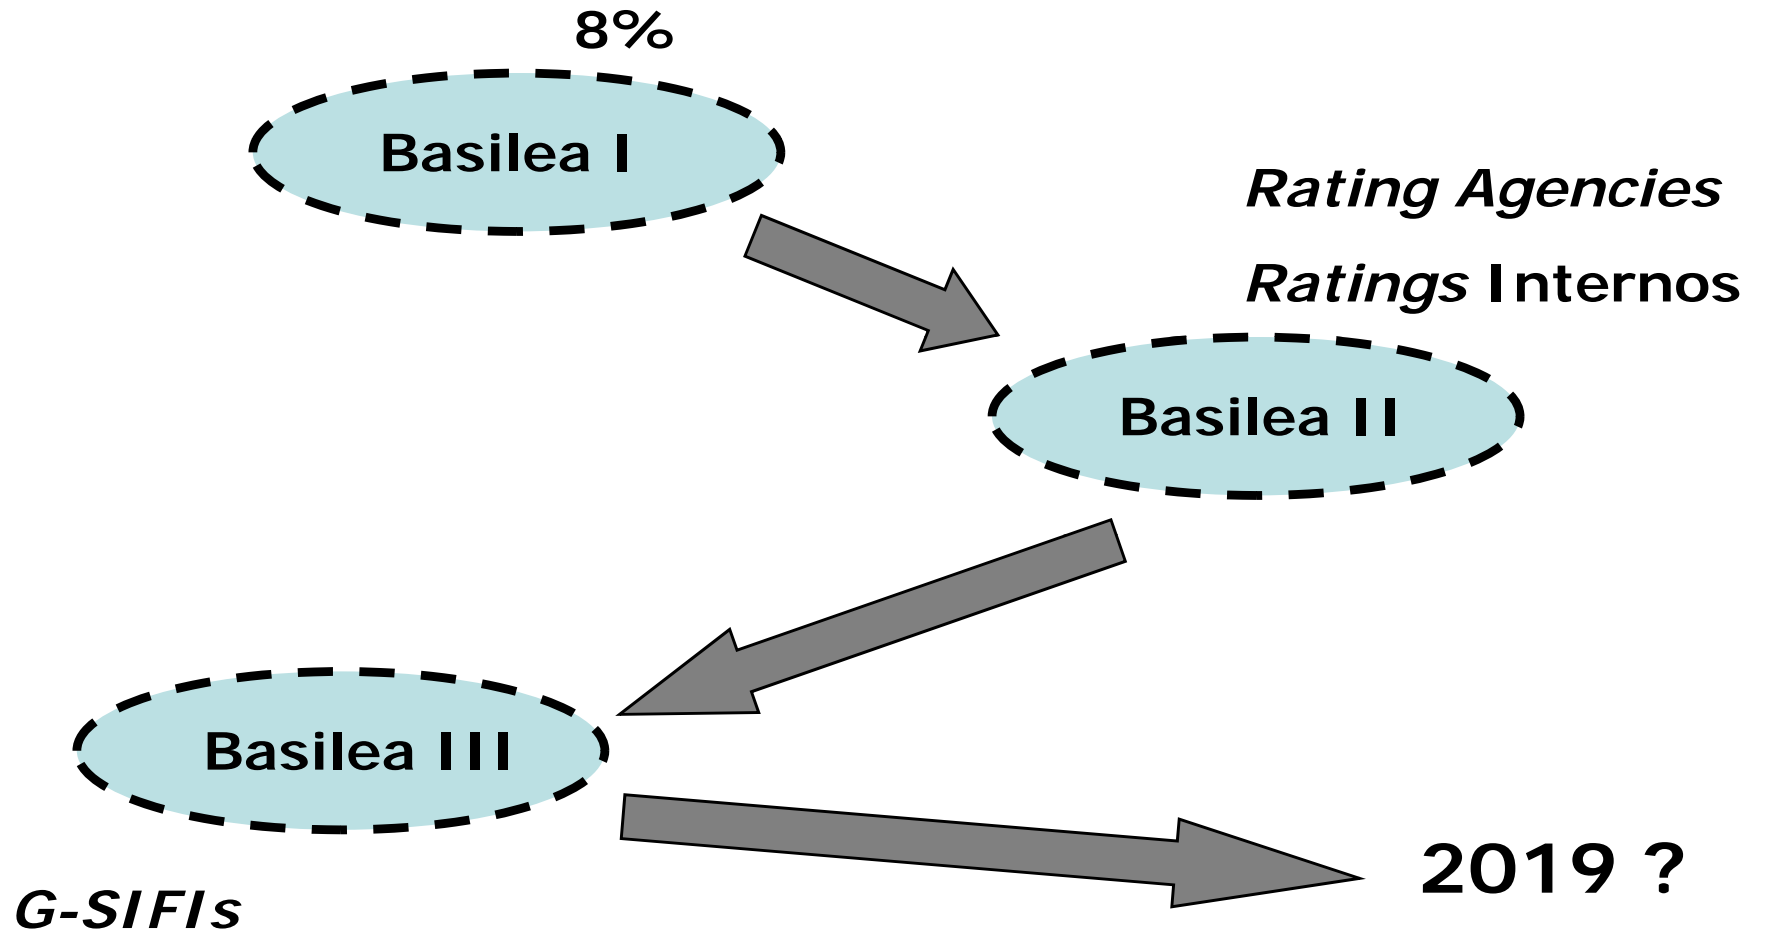 8%
Basilea I
Rating Agencies
Ratings Internos
Basilea II
Basilea III
2019 ?
G-SIFIs